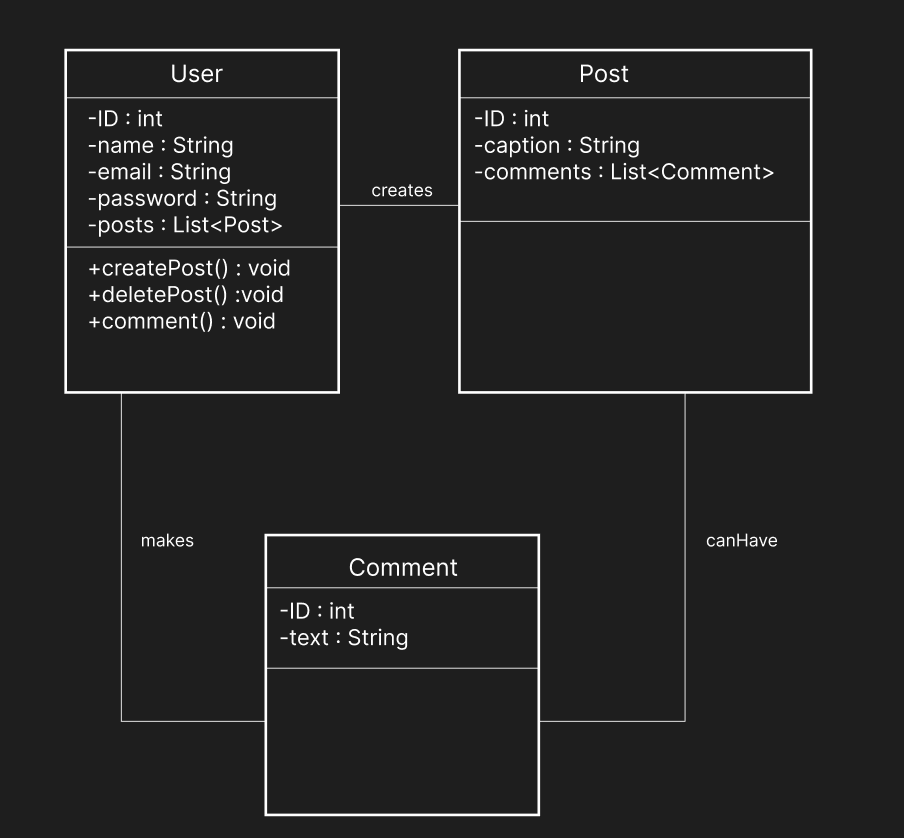 User
-ID : int
-name : String
-email : String
-password : String
-posts : List<Post>
+createPost() : void
+deletePost() :void
+comment() : void
creates
Post
-ID : int
-caption : String
-comments : List<Comment>
makes
canHave
Comment
-ID : int
-text : String